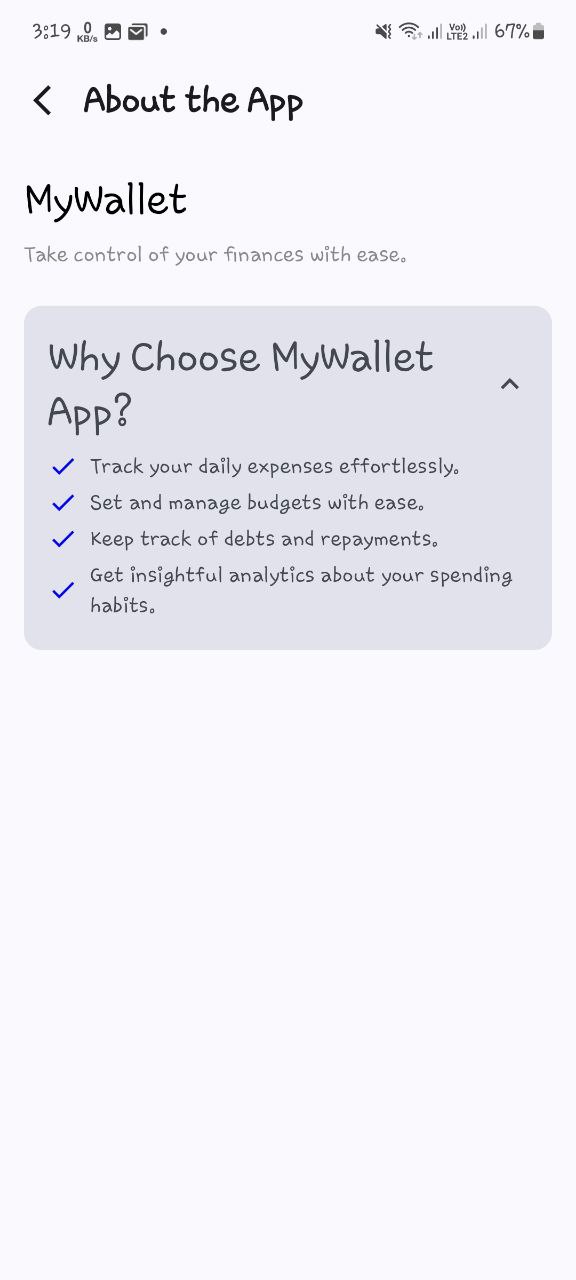 3:19 0 KB/s Vo)) LTE2 67%
About the App
MyWallet
Take control of your finances with ease.
Why Choose MyWallet
App?
Track your daily expenses effortlessly.
Set and manage budgets with ease.
Keep track of debts and repayments.
Get insightful analytics about your spending
habits.